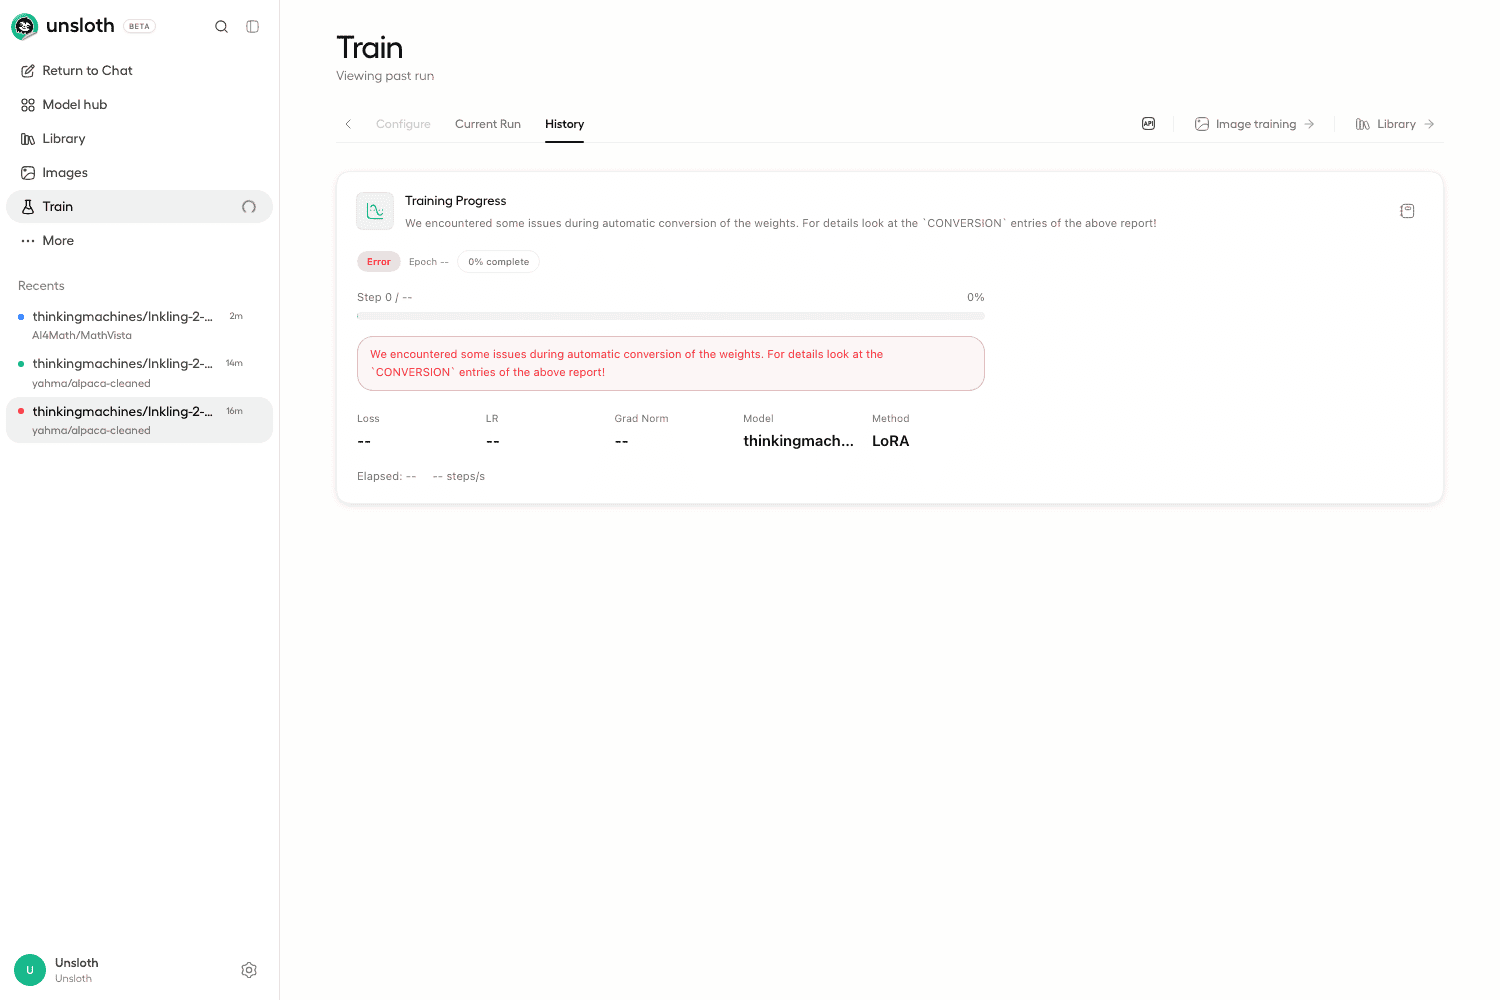 unsloth BETA
Return to Chat
Model hub
Library
Images
Train
More
Recents
thinkingmachines/Inkling-2-... 2m
AI4Math/MathVista
thinkingmachines/Inkling-2-... 14m
yahma/alpaca-cleaned
thinkingmachines/Inkling-2-... 16m
yahma/alpaca-cleaned
U
Unsloth
Unsloth
Train
Viewing past run
Configure Current Run History
API Image training Library
Training Progress
We encountered some issues during automatic conversion of the weights. For details look at the `CONVERSION` entries of the above report!
Error Epoch -- 0% complete
Step 0 / -- 0%
We encountered some issues during automatic conversion of the weights. For details look at the
`CONVERSION` entries of the above report!
Loss LR Grad Norm Model Method
-- -- -- thinkingmach... LoRA
Elapsed: -- -- steps/s